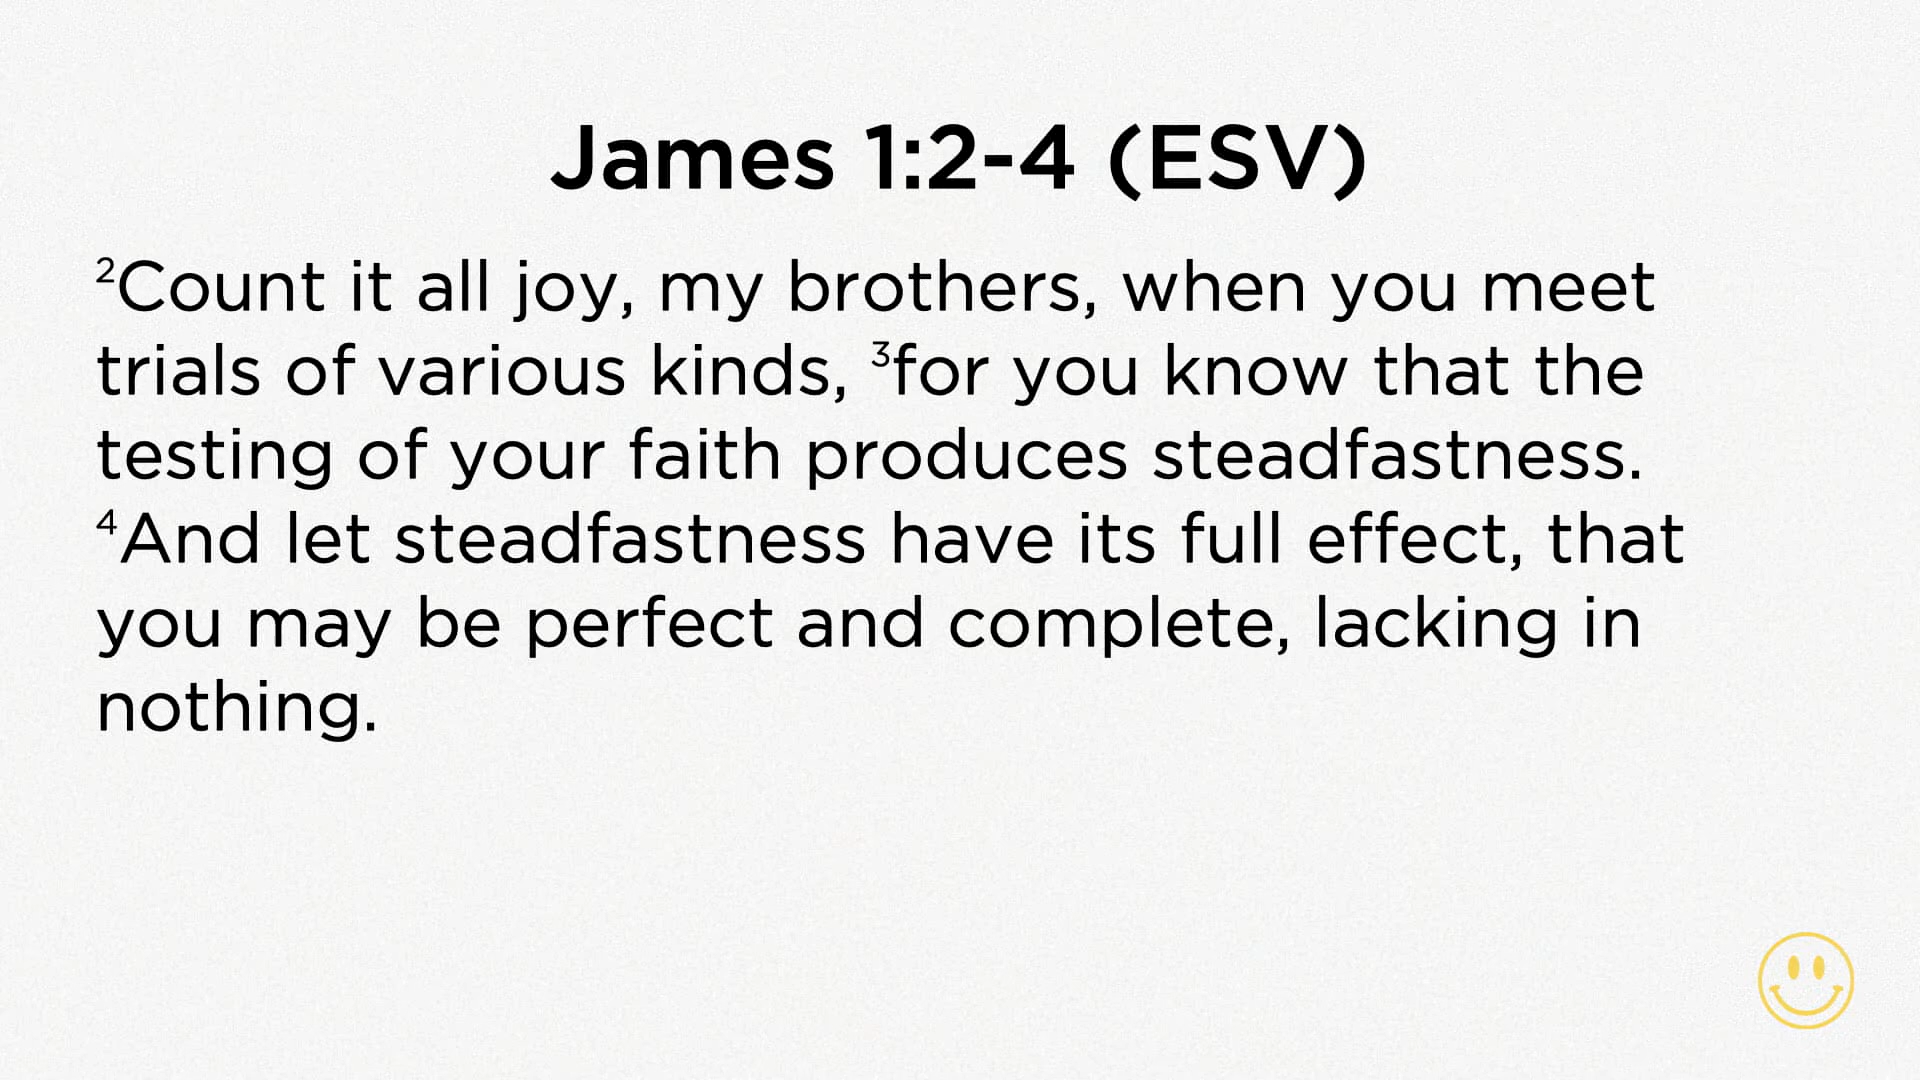 James 1:2-4 (ESV)
²Count it all joy, my brothers, when you meet
trials of various kinds, ³for you know that the
testing of your faith produces steadfastness.
⁴And let steadfastness have its full effect, that
you may be perfect and complete, lacking in
nothing.